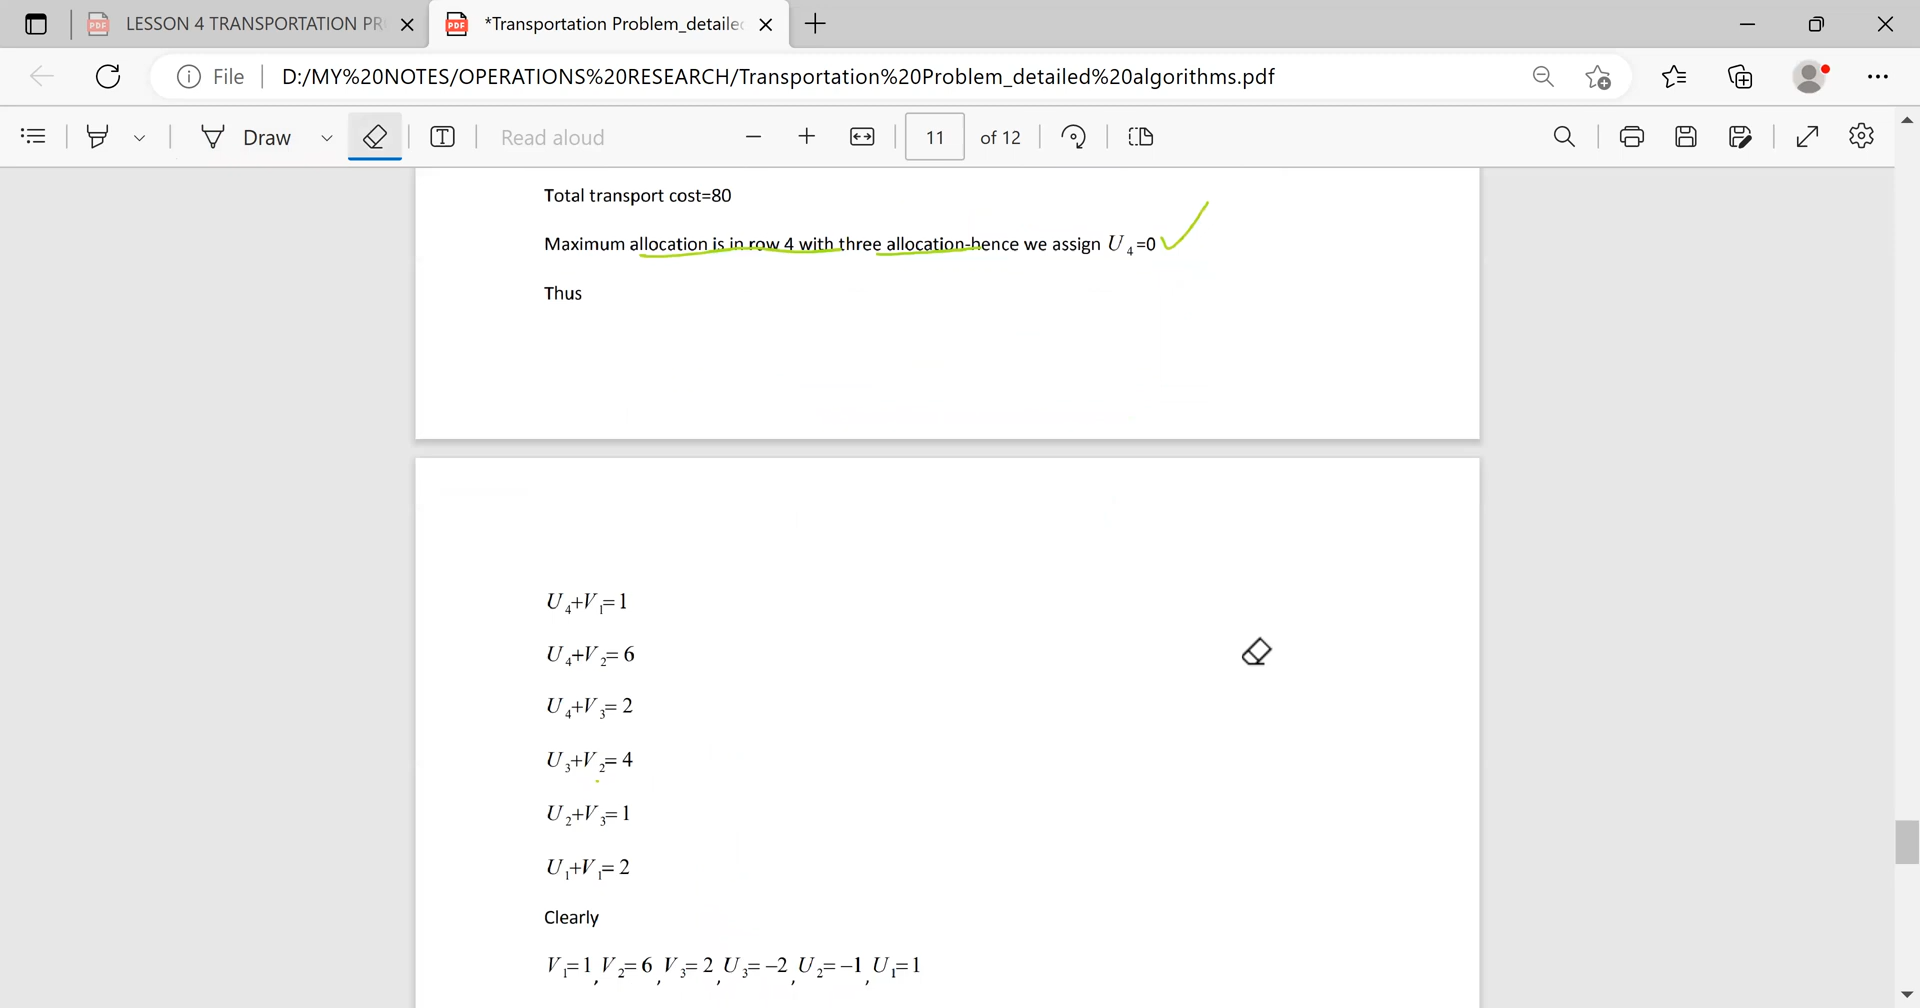 LESSON 4 TRANSPORTATION PR
*Transportation Problem_detailed
File D:/MY%20NOTES/OPERATIONS%20RESEARCH/Transportation%20Problem_detailed%20algorithms.pdf
Draw Read aloud 11 of 12
Total transport cost=80
Maximum allocation is in row 4 with three allocation-hence we assign U₄=0
Thus
U₄+V₁=1
U₄+V₂=6
U₄+V₃=2
U₃+V₂=4
U₂+V₃=1
U₁+V₁=2
Clearly
V₁=1, V₂=6, V₃=2, U₃=−2, U₂=−1, U₁=1